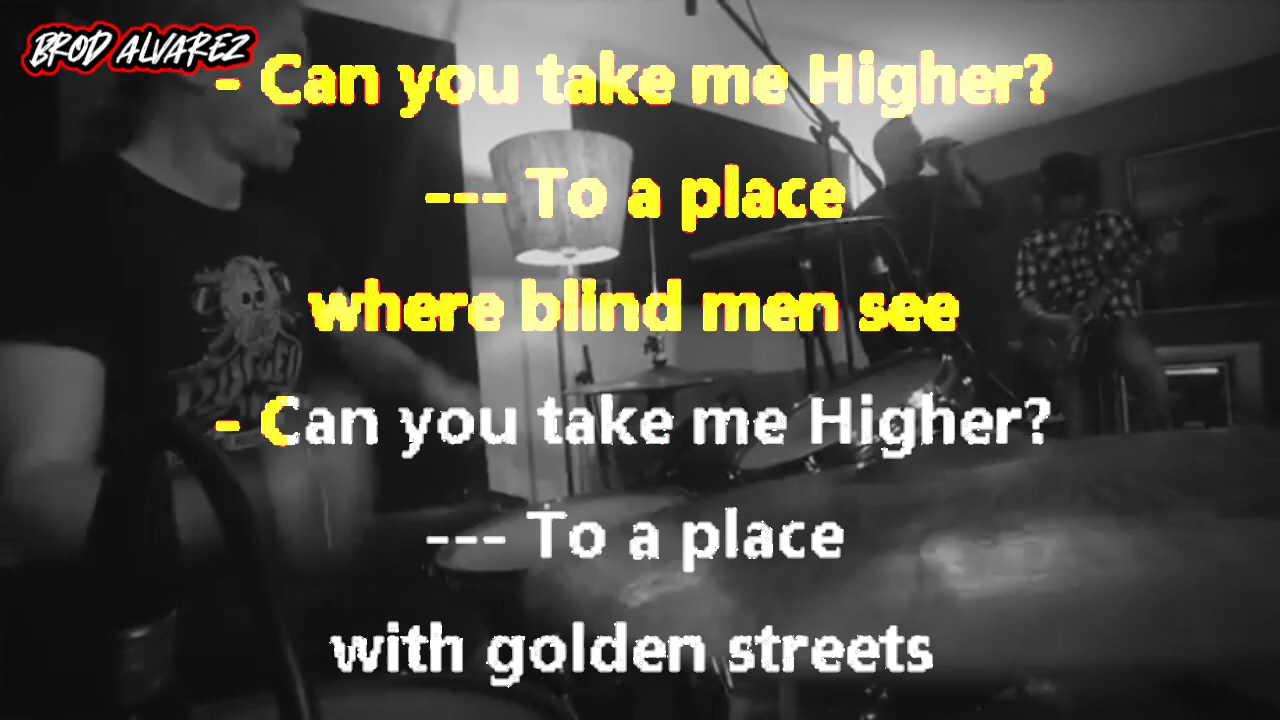 BROD ALVAREZ
- Can you take me Higher?
--- To a place
where blind men see
- Can you take me Higher?
--- To a place
with golden streets